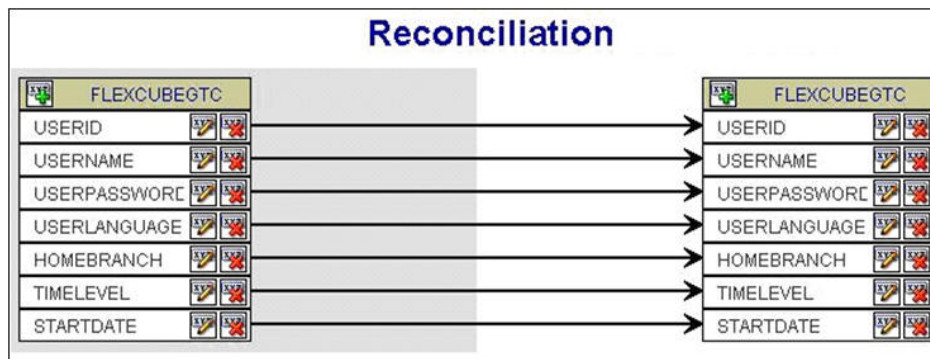 Reconciliation
FLEXCUBEGTC
FLEXCUBEGTC
USERID
USERID
USERNAME
USERNAME
USERPASSWORD
USERPASSWORD
USERLANGUAGE
USERLANGUAGE
HOMEBRANCH
HOMEBRANCH
TIMELEVEL
TIMELEVEL
STARTDATE
STARTDATE